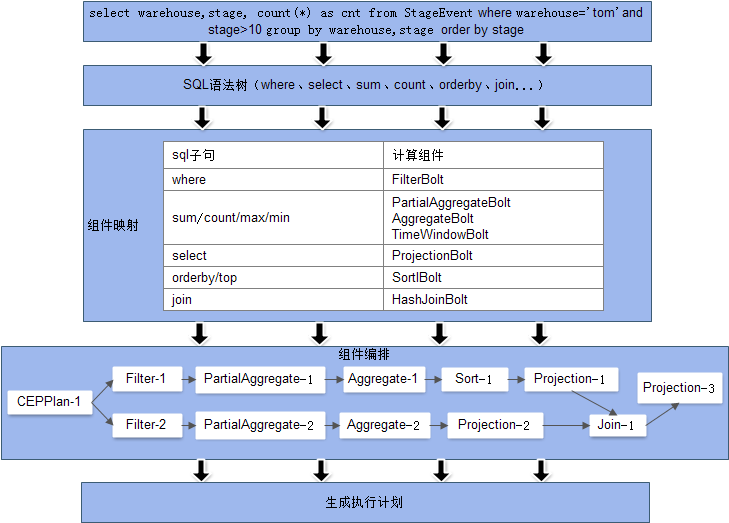 select warehouse,stage, count(*) as cnt from StageEvent where warehouse='tom'and
stage>10 group by warehouse,stage order by stage
SQL语法树（where、select、sum、count、orderby、join...）
组件映射
sql子句
计算组件
where
FilterBolt
sum/count/max/min
PartialAggregateBolt
AggregateBolt
TimeWindowBolt
select
ProjectionBolt
orderby/top
SortlBolt
join
HashJoinBolt
组件编排
CEPPlan-1
Filter-1
PartialAggregate-1
Aggregate-1
Sort-1
Projection-1
Projection-3
Filter-2
PartialAggregate-2
Aggregate-2
Projection-2
Join-1
生成执行计划